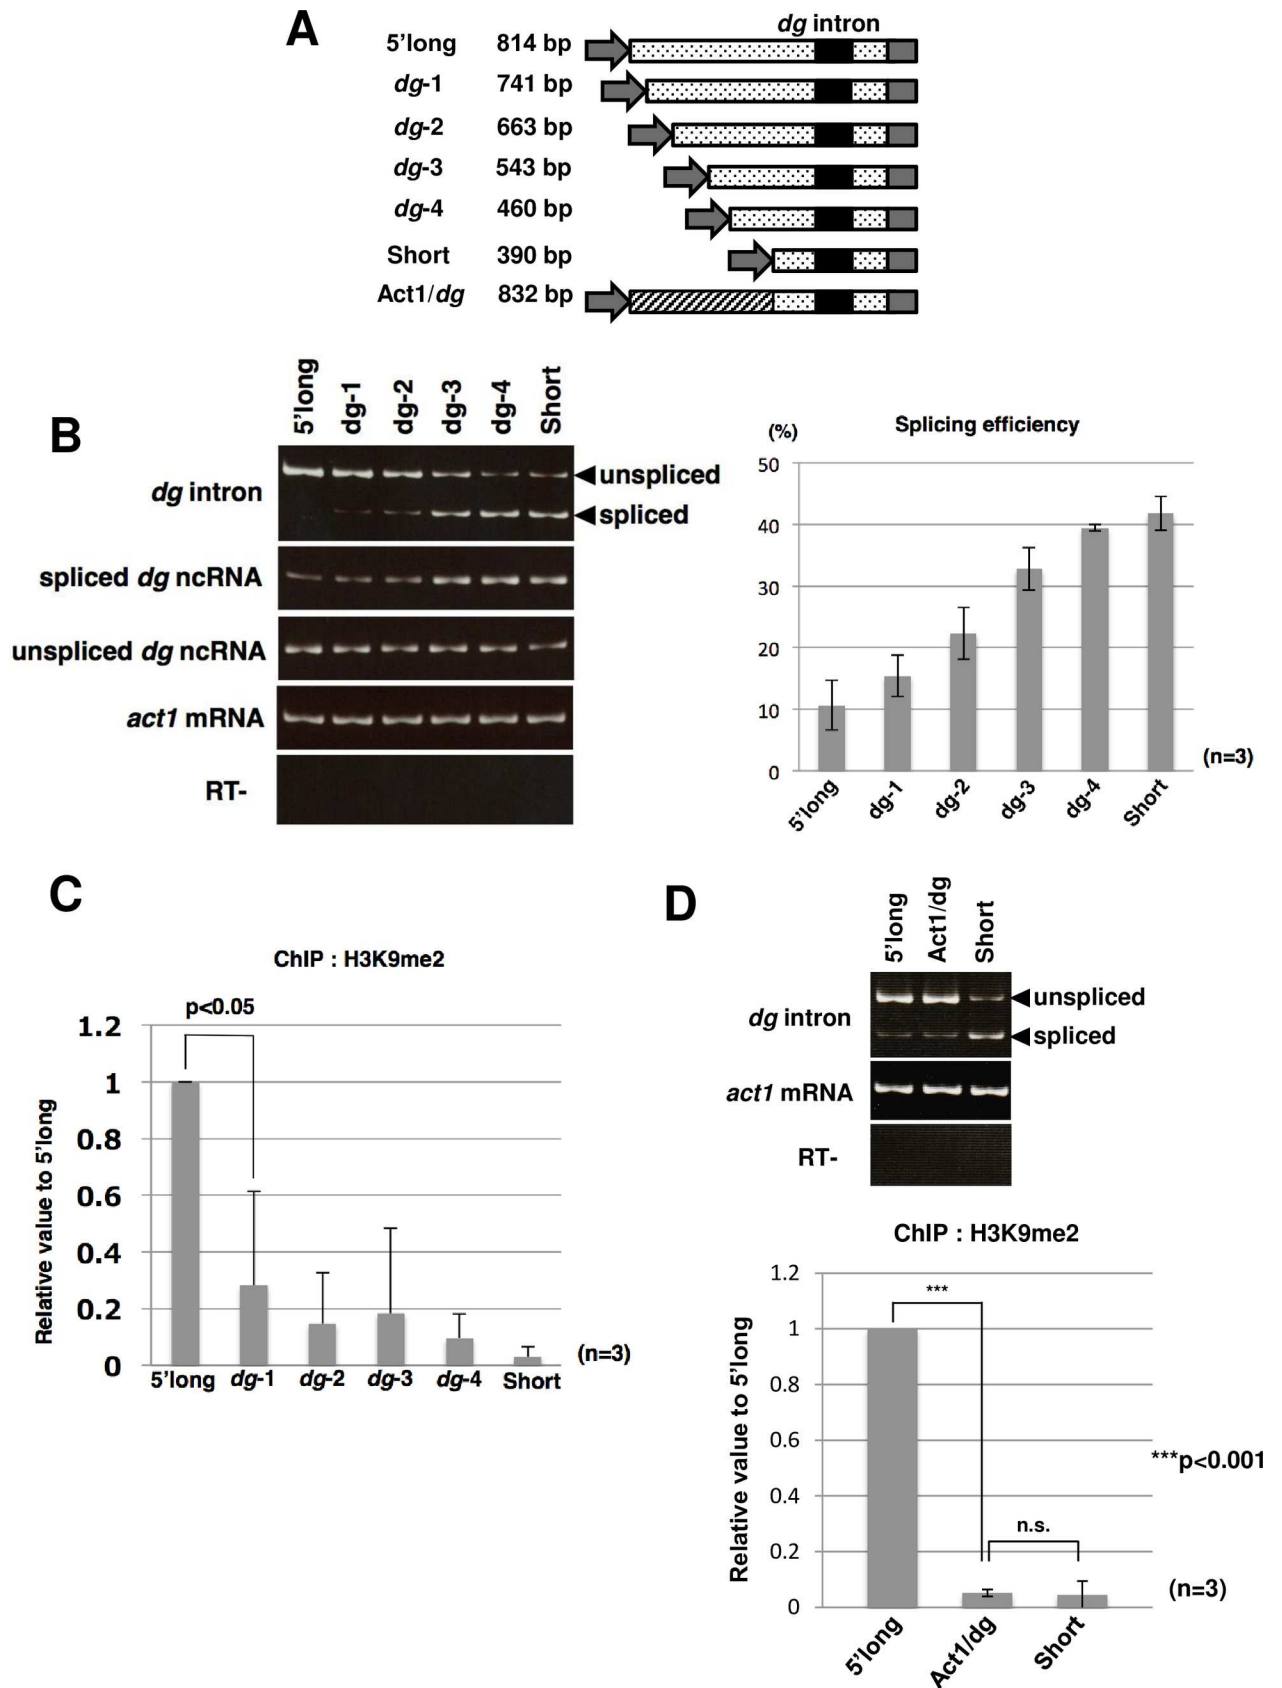 A
dg intron
5'long 814 bp
dg-1 741 bp
dg-2 663 bp
dg-3 543 bp
dg-4 460 bp
Short 390 bp
Act1/dg 832 bp
B
5'long dg-1 dg-2 dg-3 dg-4 Short
dg intron
unspliced
spliced
spliced dg ncRNA
unspliced dg ncRNA
act1 mRNA
RT-
(%)
Splicing efficiency
50
40
30
20
10
0
(n=3)
5'long dg-1 dg-2 dg-3 dg-4 Short
C
ChIP : H3K9me2
p<0.05
Relative value to 5'long
1.2
1
0.8
0.6
0.4
0.2
0
(n=3)
5'long dg-1 dg-2 dg-3 dg-4 Short
D
5'long Act1/dg Short
dg intron
unspliced
spliced
act1 mRNA
RT-
ChIP : H3K9me2
Relative value to 5'long
1.2
1
0.8
0.6
0.4
0.2
0
***
n.s.
***p<0.001
(n=3)
5'long Act1/dg Short